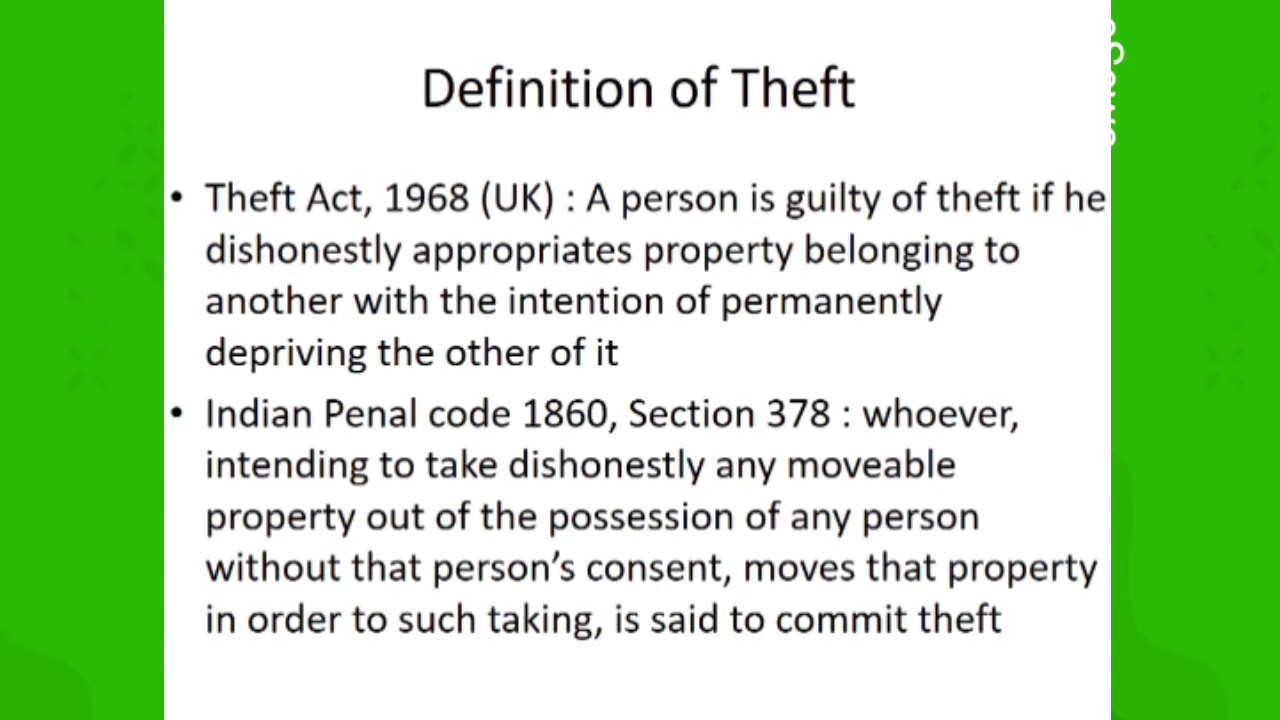 Definition of Theft
• Theft Act, 1968 (UK) : A person is guilty of theft if he
dishonestly appropriates property belonging to
another with the intention of permanently
depriving the other of it
• Indian Penal code 1860, Section 378 : whoever,
intending to take dishonestly any moveable
property out of the possession of any person
without that person’s consent, moves that property
in order to such taking, is said to commit theft